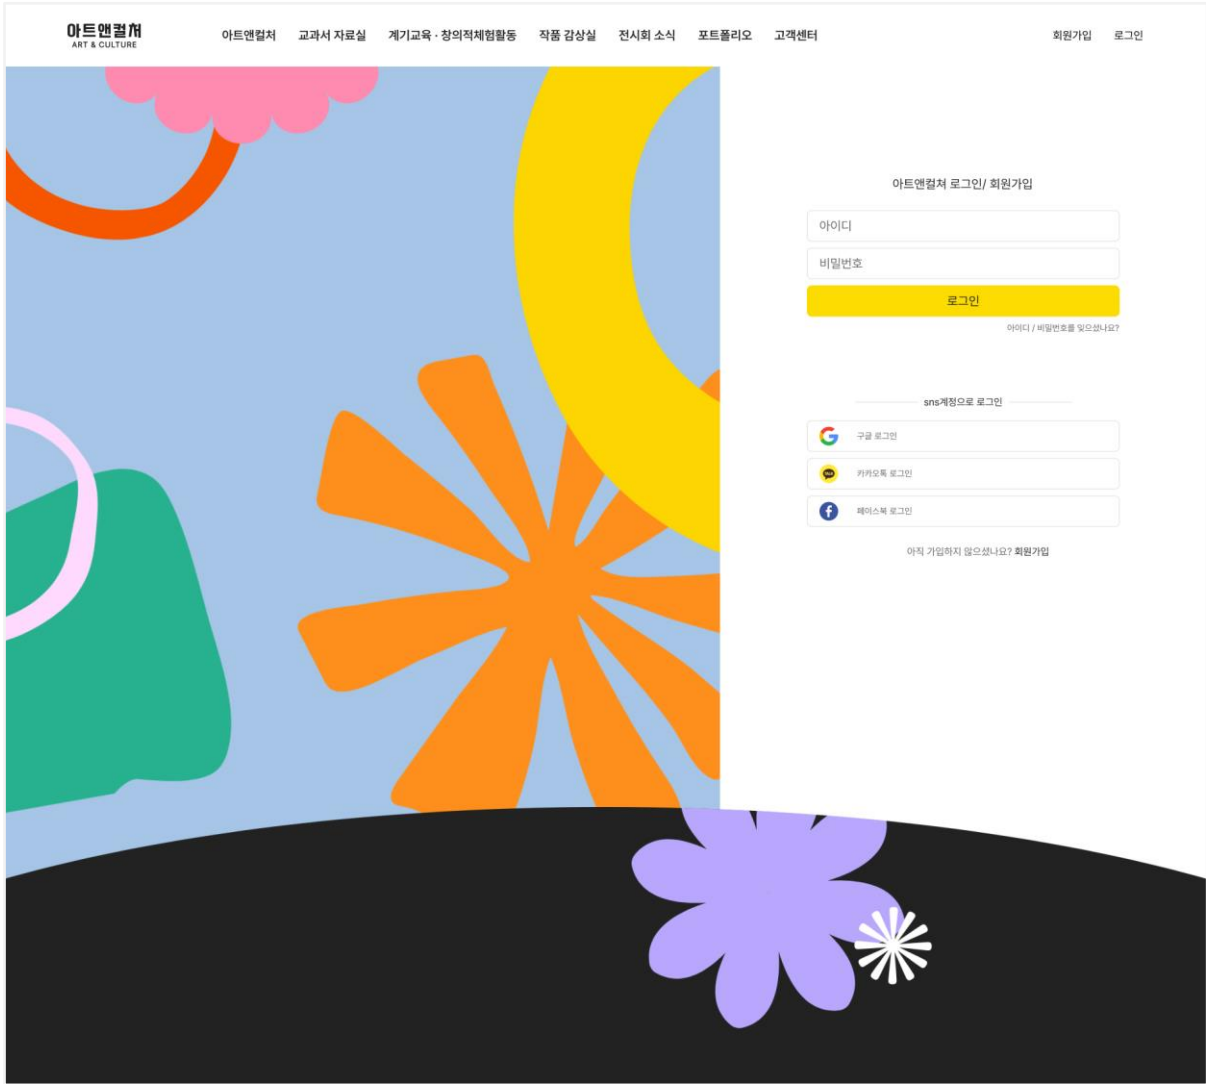 아트앤컬쳐
ART & CULTURE
아트앤컬처 교과서 자료실 계기교육 · 창의적체험활동 작품 감상실 전시회 소식 포트폴리오 고객센터 회원가입 로그인
아트앤컬쳐 로그인/ 회원가입
아이디
비밀번호
로그인
아이디 / 비밀번호를 잊으셨나요?
sns계정으로 로그인
구글 로그인
TALK
카카오톡 로그인
페이스북 로그인
아직 가입하지 않으셨나요? 회원가입